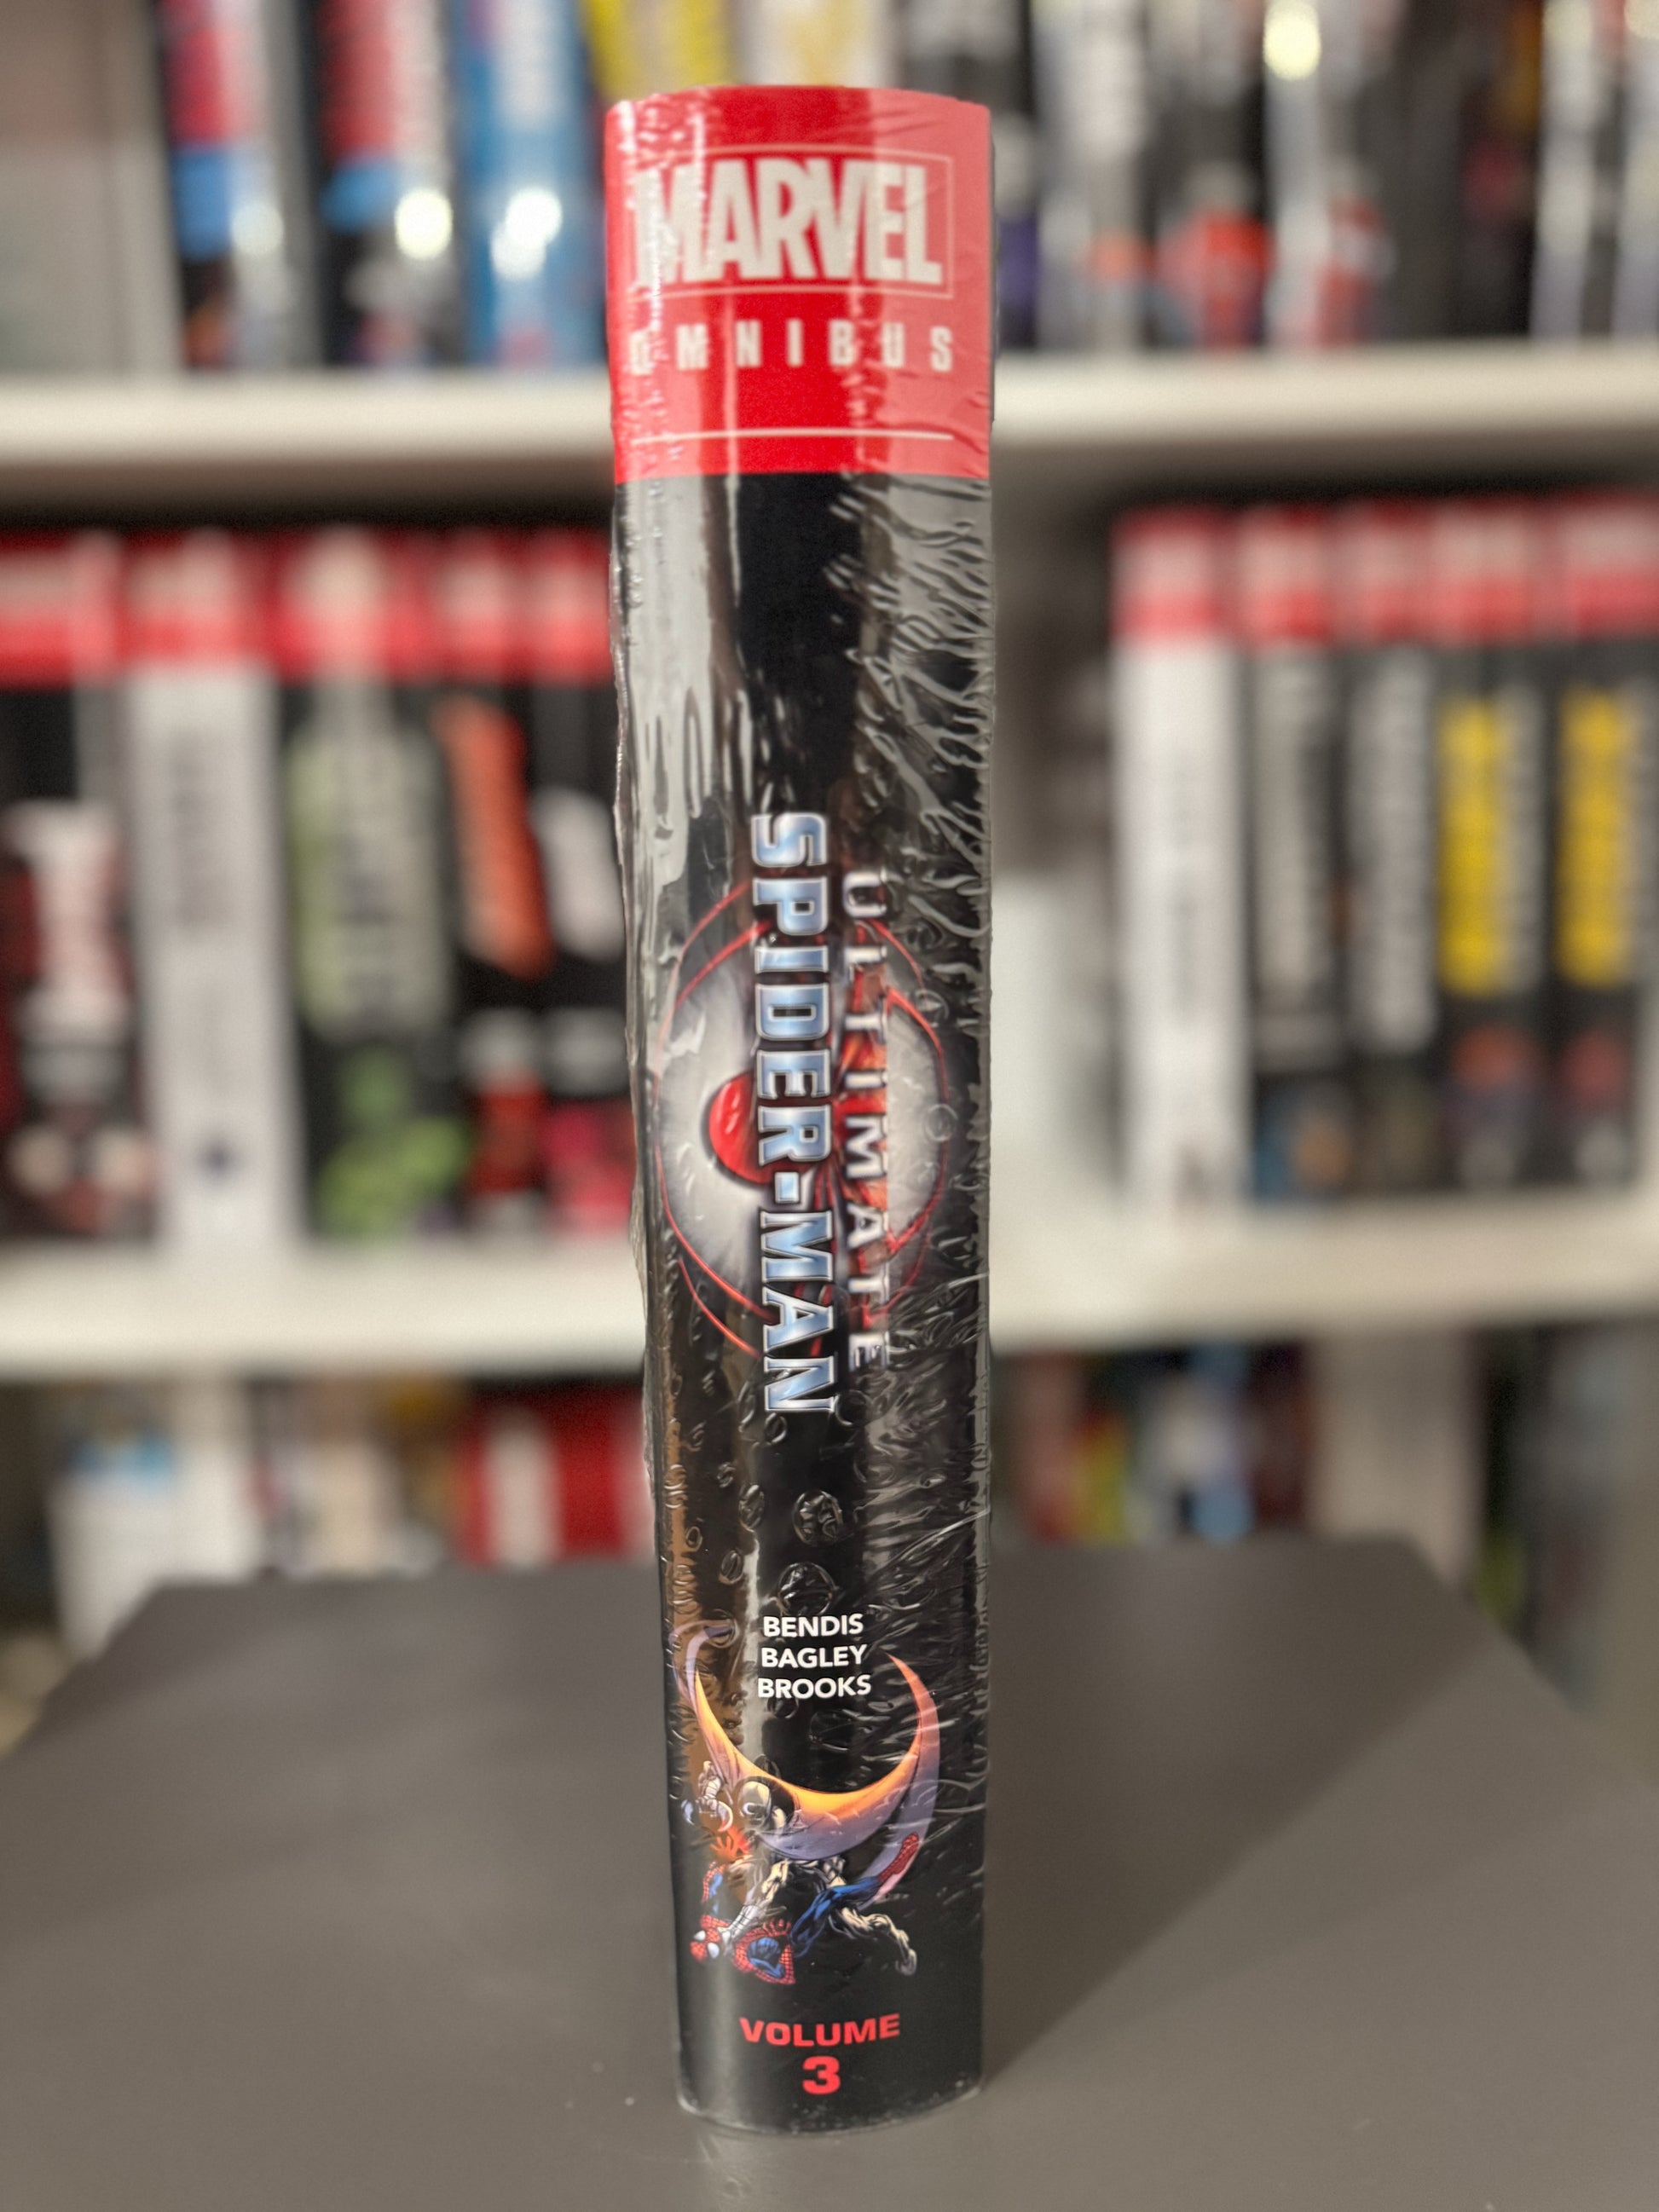 MARVEL
OMNIBUS
ULTIMATE
SPIDER-MAN
BENDIS
BAGLEY
BROOKS
VOLUME
3